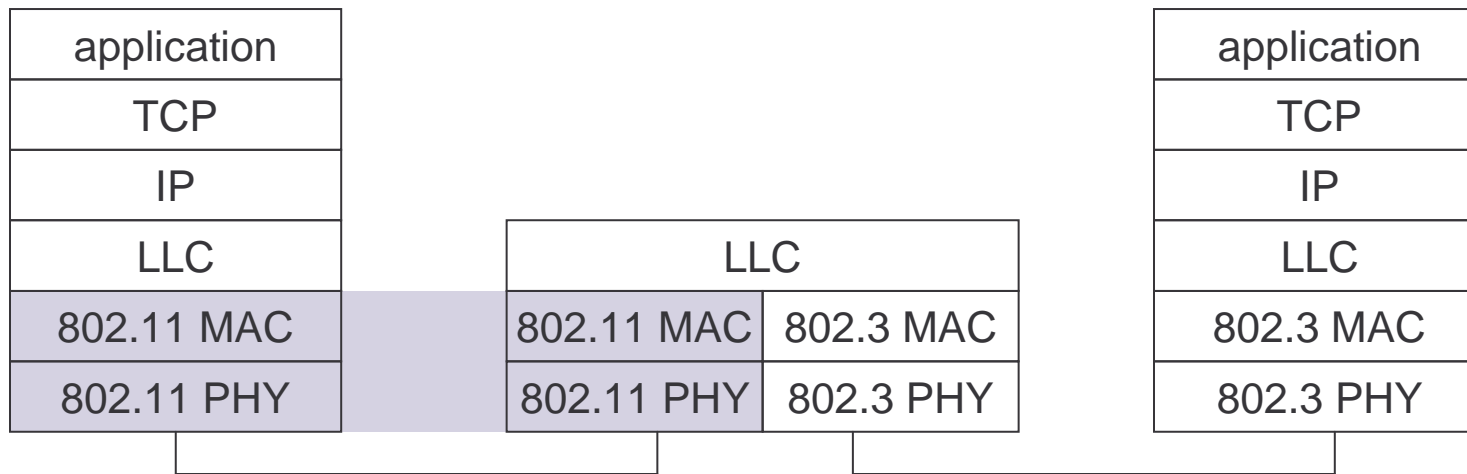 application
TCP
IP
LLC
802.11 MAC
802.11 PHY
LLC
802.11 MAC
802.3 MAC
802.11 PHY
802.3 PHY
application
TCP
IP
LLC
802.3 MAC
802.3 PHY